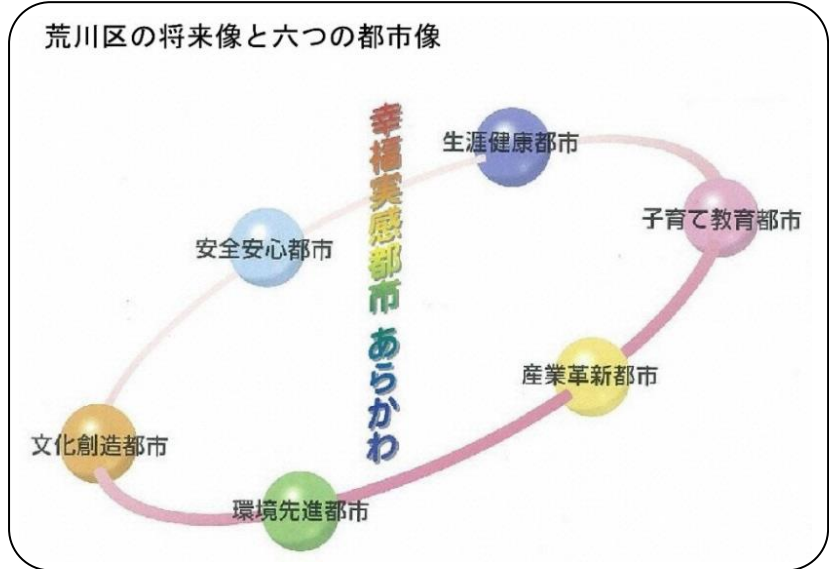 荒川区の将来像と六つの都市像
幸福実感都市 あらかわ
生涯健康都市
子育て教育都市
安全安心都市
産業革新都市
文化創造都市
環境先進都市